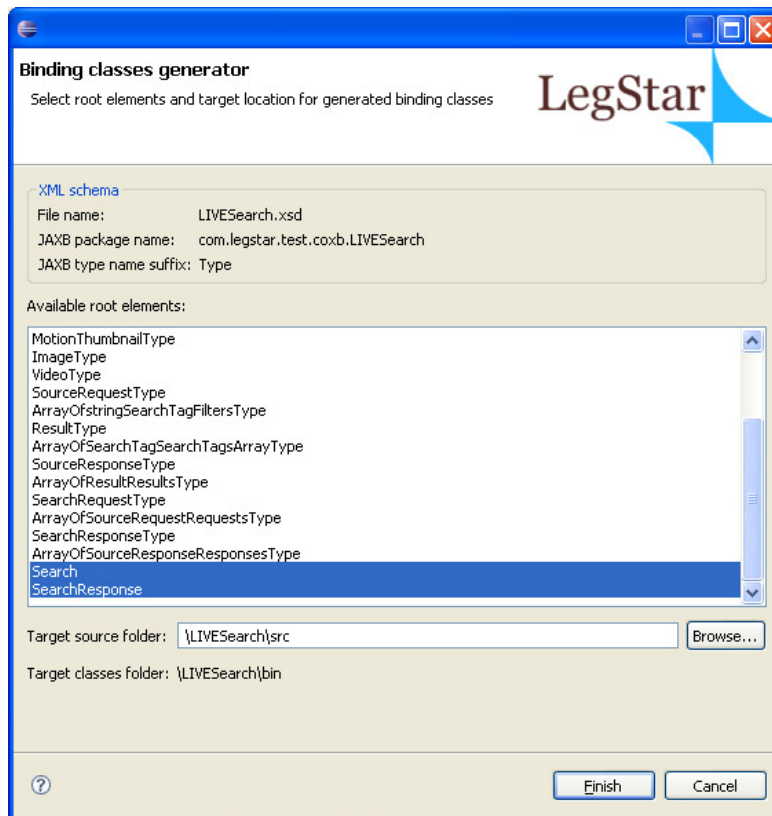 Binding classes generator
Select root elements and target location for generated binding classes
LegStar
XML schema
File name: LIVESearch.xsd
JAXB package name: com.legstar.test.coxb.LIVESearch
JAXB type name suffix: Type
Available root elements:
MotionThumbnailType
ImageType
VideoType
SourceRequestType
ArrayOfstringSearchTagFiltersType
ResultType
ArrayOfSearchTagSearchTagsArrayType
SourceResponseType
ArrayOfResultResultsType
SearchRequestType
ArrayOfSourceRequestRequestsType
SearchResponseType
ArrayOfSourceResponseResponsesType
Search
SearchResponse
Target source folder: \LIVESearch\src Browse...
Target classes folder: \LIVESearch\bin
? Finish Cancel